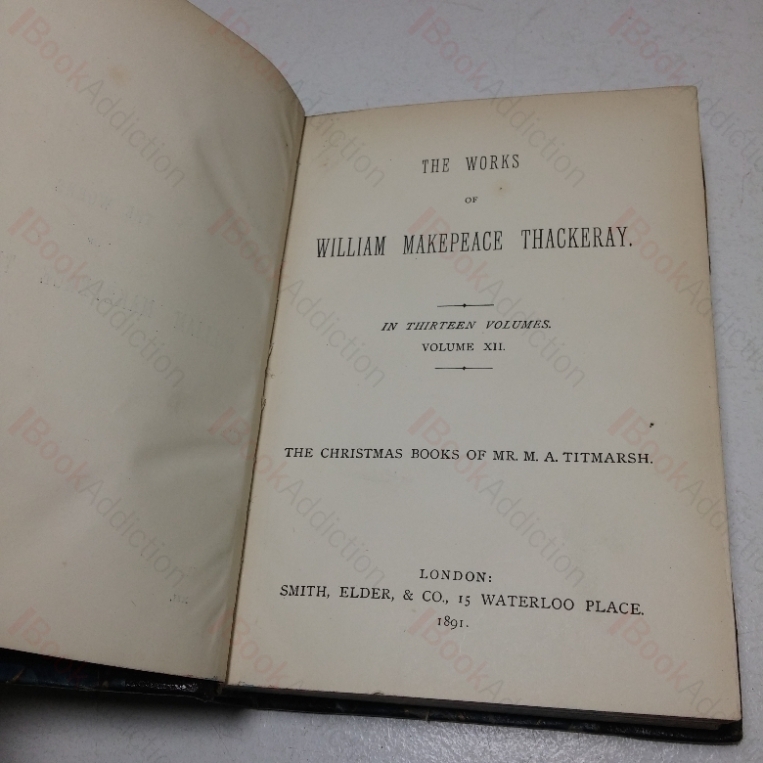 THE WORKS
OF
WILLIAM MAKEPEACE THACKERAY.
IN THIRTEEN VOLUMES.
VOLUME XII.
THE CHRISTMAS BOOKS OF MR. M. A. TITMARSH.
LONDON:
SMITH, ELDER, & CO., 15 WATERLOO PLACE.
1891.
iBookAddiction